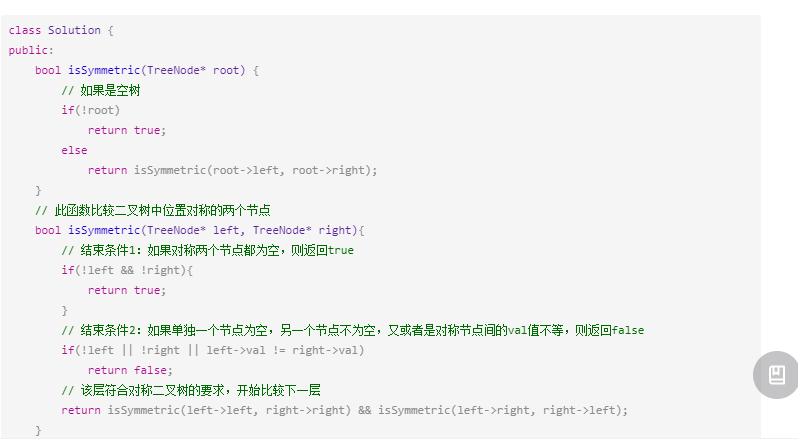 class Solution {
public:
    bool isSymmetric(TreeNode* root) {
        // 如果是空树
        if(!root)
            return true;
        else
            return isSymmetric(root->left, root->right);
    }
    // 此函数比较二叉树中位置对称的两个节点
    bool isSymmetric(TreeNode* left, TreeNode* right){
        // 结束条件1：如果对称两个节点都为空，则返回true
        if(!left && !right){
            return true;
        }
        // 结束条件2：如果单独一个节点为空，另一个节点不为空，又或者是对称节点间的val值不等，则返回false
        if(!left || !right || left->val != right->val)
            return false;
        // 该层符合对称二叉树的要求，开始比较下一层
        return isSymmetric(left->left, right->right) && isSymmetric(left->right, right->left);
    }